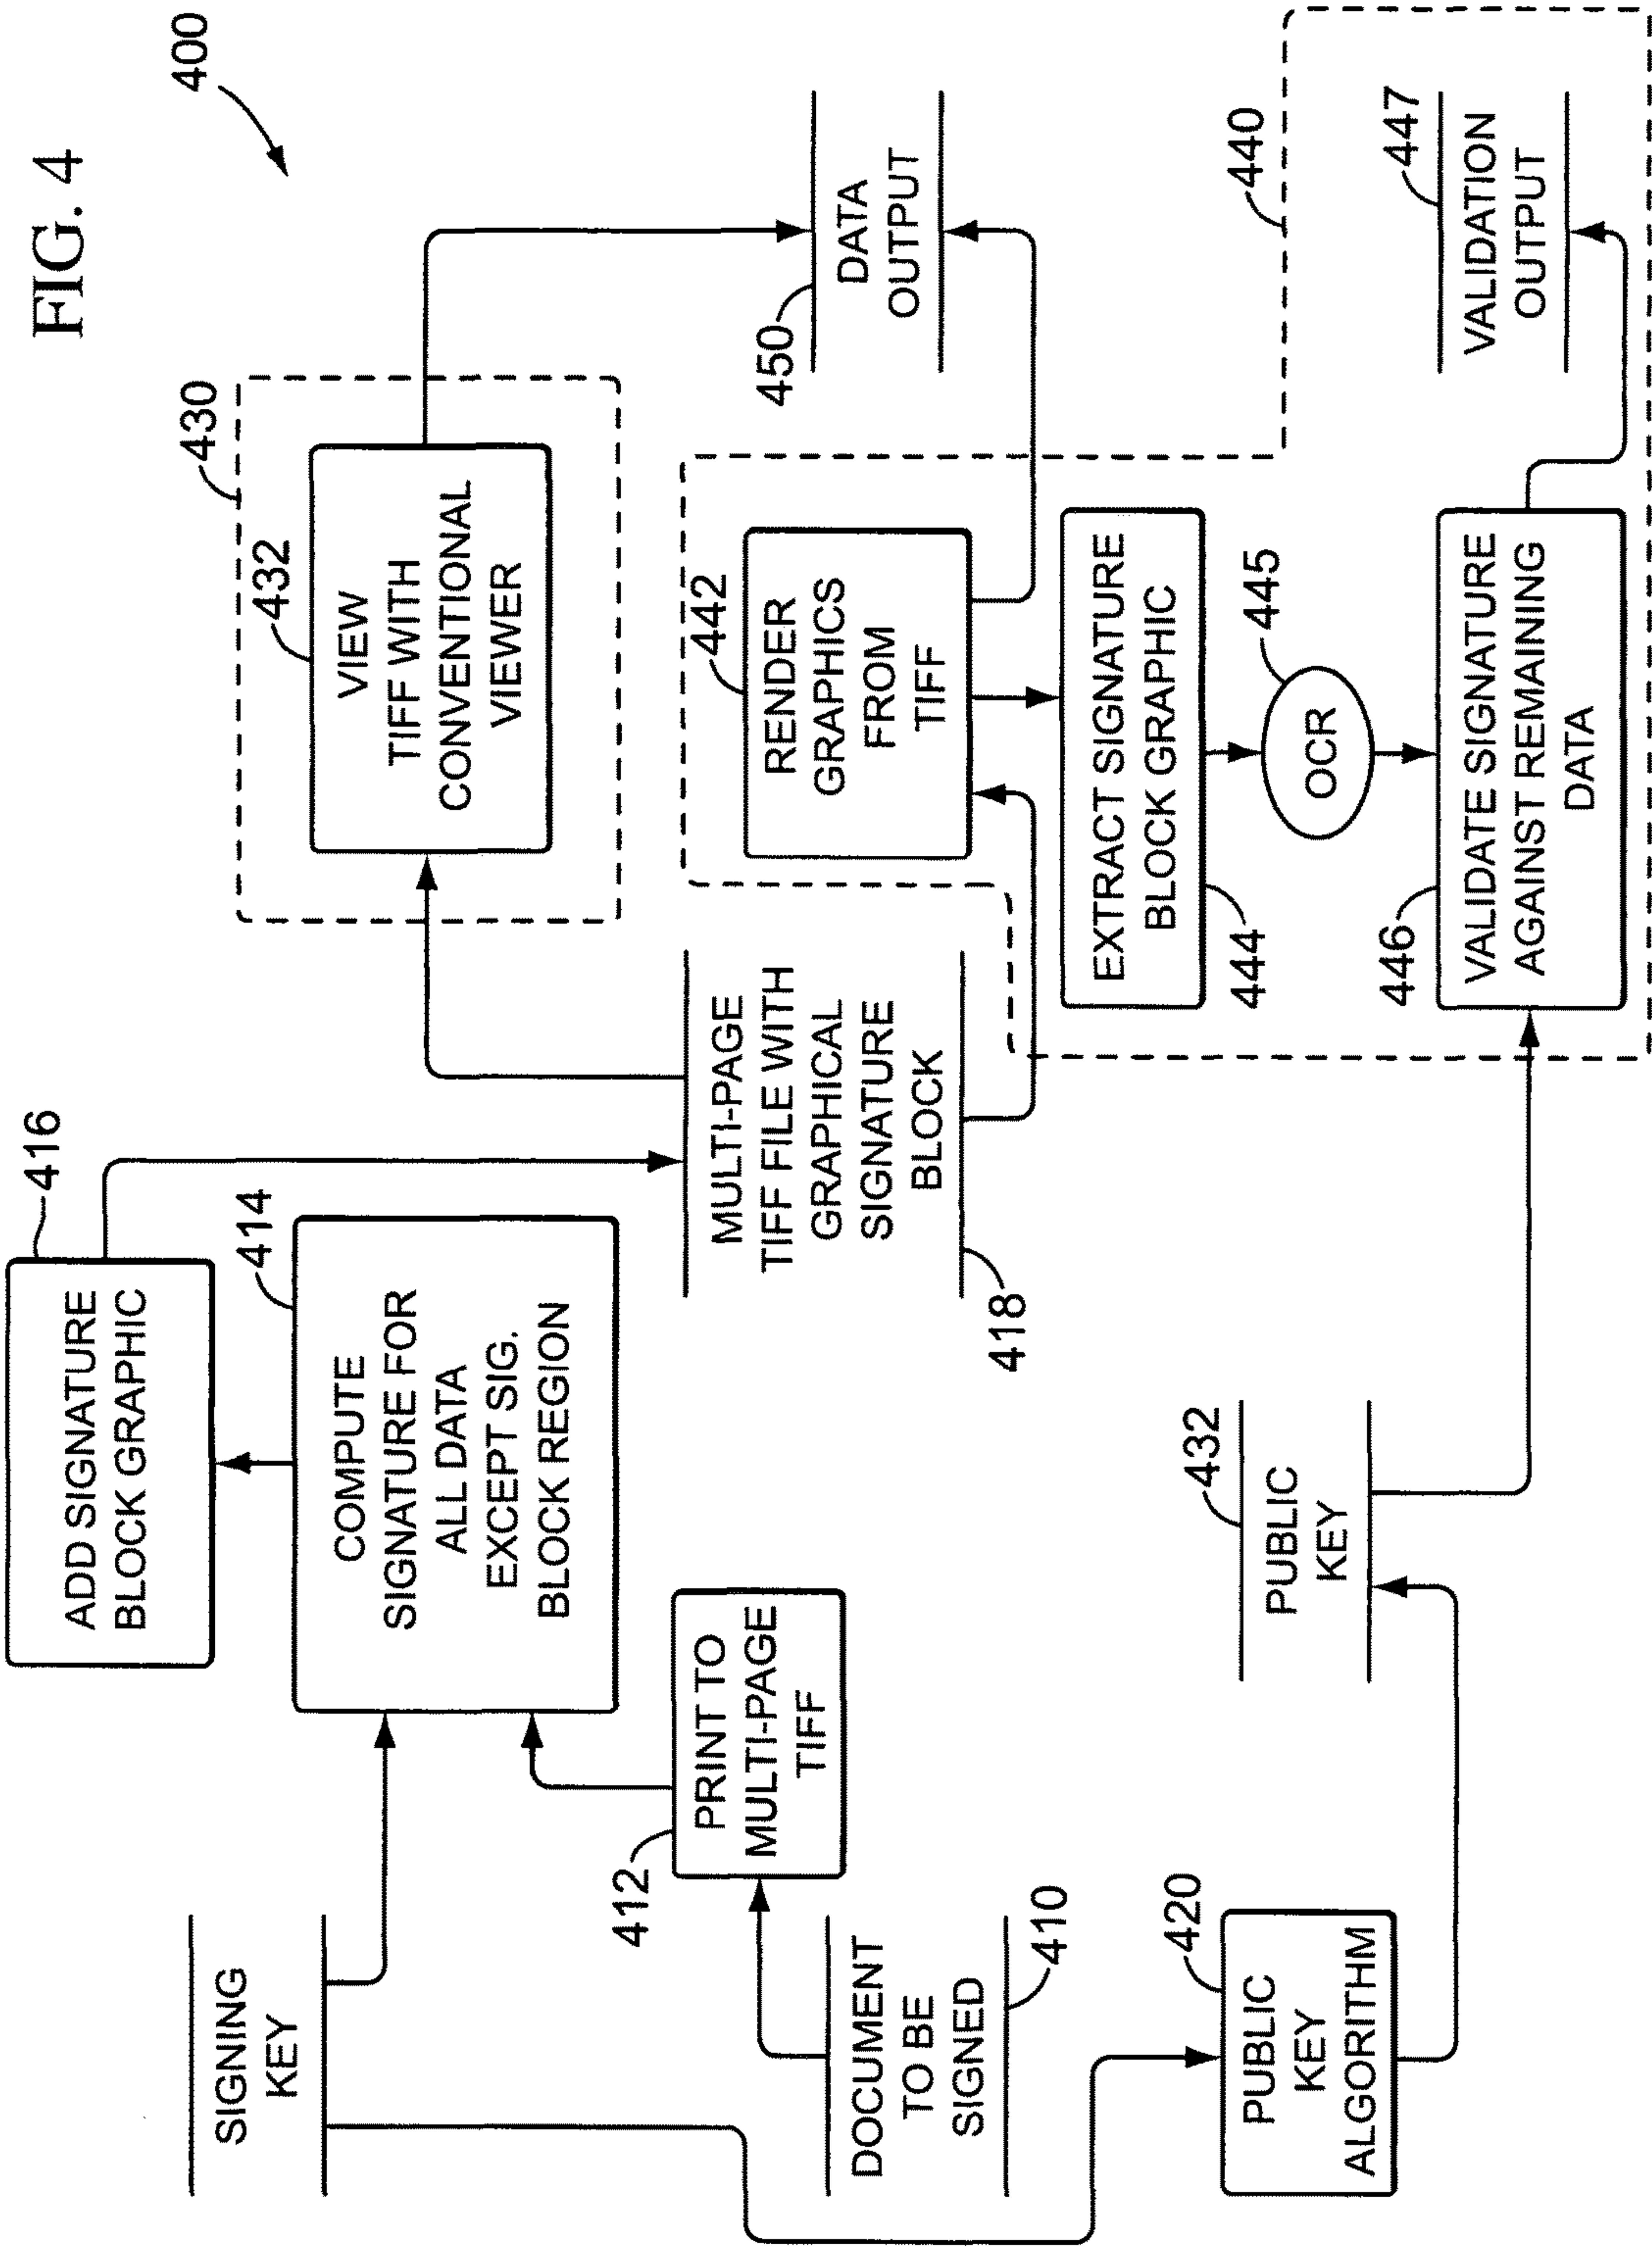 FIG. 4
400
SIGNING
KEY
DOCUMENT
TO BE
SIGNED
410
PRINT TO
MULTI-PAGE
TIFF
412
COMPUTE
SIGNATURE FOR
ALL DATA
EXCEPT SIG.
BLOCK REGION
414
ADD SIGNATURE
BLOCK GRAPHIC
416
MULTI-PAGE
TIFF FILE WITH
GRAPHICAL
SIGNATURE
BLOCK
418
PUBLIC
KEY
ALGORITHM
420
PUBLIC
KEY
432
430
432
VIEW
TIFF WITH
CONVENTIONAL
VIEWER
440
442
RENDER
GRAPHICS
FROM
TIFF
EXTRACT SIGNATURE
BLOCK GRAPHIC
444
OCR
445
446
VALIDATE SIGNATURE
AGAINST REMAINING
DATA
450
DATA
OUTPUT
447
VALIDATION
OUTPUT